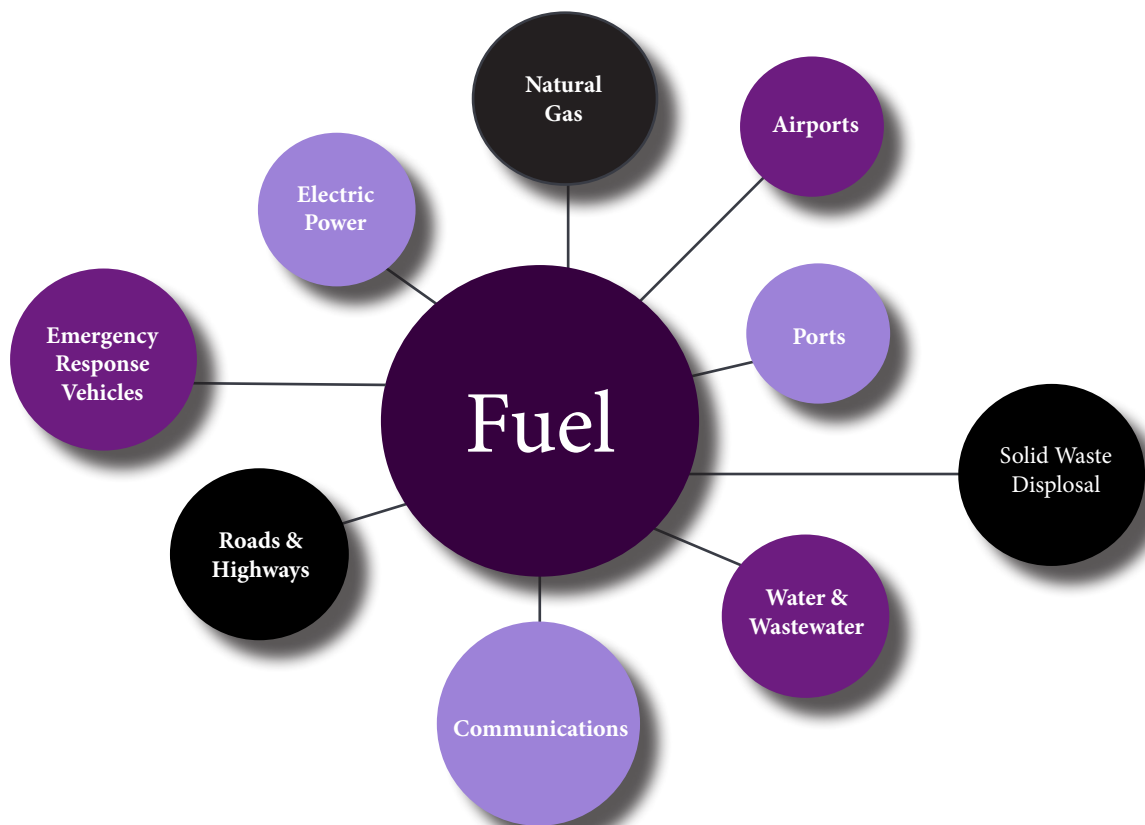 Natural
Gas
Airports
Electric
Power
Ports
Emergency
Response
Vehicles
Fuel
Solid Waste
Displosal
Roads &
Highways
Water &
Wastewater
Communications